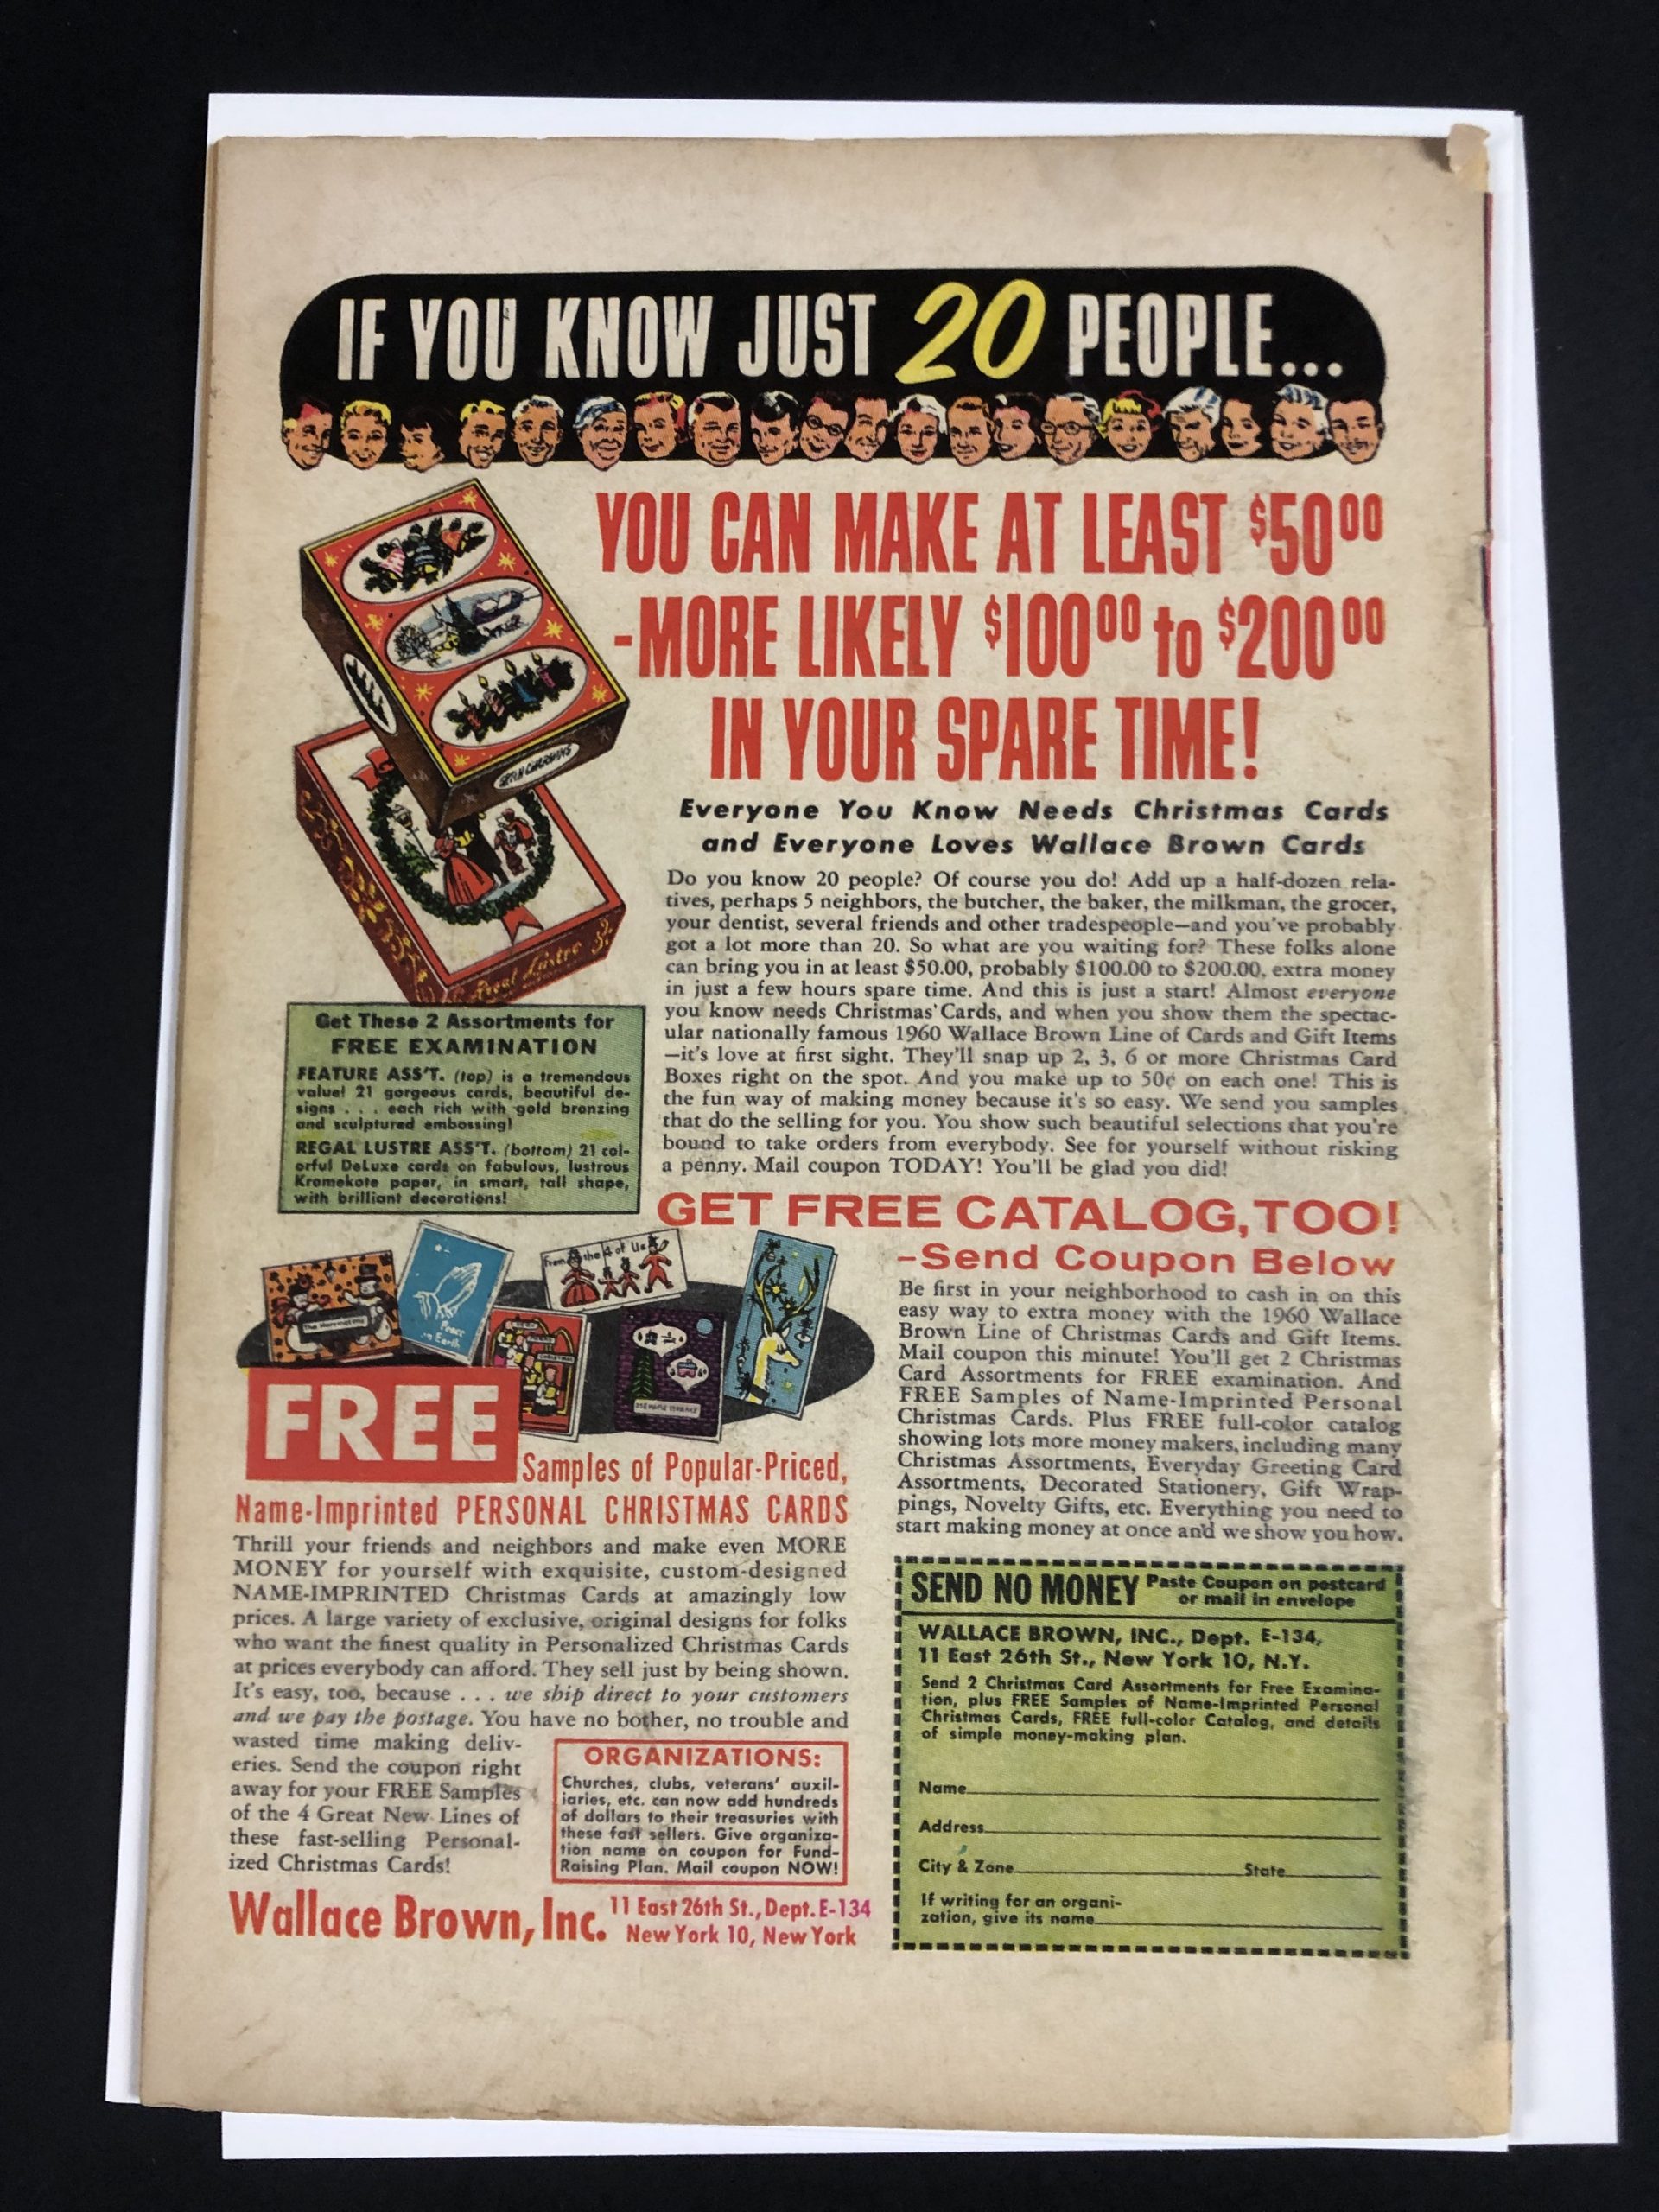 IF YOU KNOW JUST 20 PEOPLE...
YOU CAN MAKE AT LEAST $50⁰⁰
-MORE LIKELY $100⁰⁰ to $200⁰⁰
IN YOUR SPARE TIME!
Everyone You Know Needs Christmas Cards
and Everyone Loves Wallace Brown Cards
Do you know 20 people? Of course you do! Add up a half-dozen rela-
tives, perhaps 5 neighbors, the butcher, the baker, the milkman, the grocer,
your dentist, several friends and other tradespeople—and you've probably
got a lot more than 20. So what are you waiting for? These folks alone
can bring you in at least $50.00, probably $100.00 to $200.00, extra money
in just a few hours spare time. And this is just a start! Almost everyone
you know needs Christmas Cards, and when you show them the spectac-
ular nationally famous 1960 Wallace Brown Line of Cards and Gift Items
—it's love at first sight. They'll snap up 2, 3, 6 or more Christmas Card
Boxes right on the spot. And you make up to 50¢ on each one! This is
the fun way of making money because it's so easy. We send you samples
that do the selling for you. You show such beautiful selections that you're
bound to take orders from everybody. See for yourself without risking
a penny. Mail coupon TODAY! You'll be glad you did!
Regal Lustre
Get These 2 Assortments for
FREE EXAMINATION
FEATURE ASS'T. (top) is a tremendous
value! 21 gorgeous cards, beautiful de-
signs . . . each rich with gold bronzing
and sculptured embossing!
REGAL LUSTRE ASS'T. (bottom) 21 col-
orful DeLuxe cards on fabulous, lustrous
Kromekote paper, in smart, tall shape,
with brilliant decorations!
GET FREE CATALOG, TOO!
-Send Coupon Below
Be first in your neighborhood to cash in on this
easy way to extra money with the 1960 Wallace
Brown Line of Christmas Cards and Gift Items.
Mail coupon this minute! You'll get 2 Christmas
Card Assortments for FREE examination. And
FREE Samples of Name-Imprinted Personal
Christmas Cards. Plus FREE full-color catalog
showing lots more money makers, including many
Christmas Assortments, Everyday Greeting Card
Assortments, Decorated Stationery, Gift Wrap-
pings, Novelty Gifts, etc. Everything you need to
start making money at once and we show you how.
From the 4 of Us
Peace
on Earth
FREE
Samples of Popular-Priced,
Name-Imprinted PERSONAL CHRISTMAS CARDS
Thrill your friends and neighbors and make even MORE
MONEY for yourself with exquisite, custom-designed
NAME-IMPRINTED Christmas Cards at amazingly low
prices. A large variety of exclusive, original designs for folks
who want the finest quality in Personalized Christmas Cards
at prices everybody can afford. They sell just by being shown.
It's easy, too, because . . . we ship direct to your customers
and we pay the postage. You have no bother, no trouble and
wasted time making deliv-
eries. Send the coupon right
away for your FREE Samples
of the 4 Great New Lines of
these fast-selling Personal-
ized Christmas Cards!
ORGANIZATIONS:
Churches, clubs, veterans' auxil-
iaries, etc. can now add hundreds
of dollars to their treasuries with
these fast sellers. Give organiza-
tion name on coupon for Fund-
Raising Plan. Mail coupon NOW!
Wallace Brown, Inc. 11 East 26th St., Dept. E-134
New York 10, New York
SEND NO MONEY Paste Coupon on postcard
or mail in envelope
WALLACE BROWN, INC., Dept. E-134,
11 East 26th St., New York 10, N.Y.
Send 2 Christmas Card Assortments for Free Examina-
tion, plus FREE Samples of Name-Imprinted Personal
Christmas Cards, FREE full-color Catalog, and details
of simple money-making plan.
Name
Address
City & Zone State
If writing for an organi-
zation, give its name